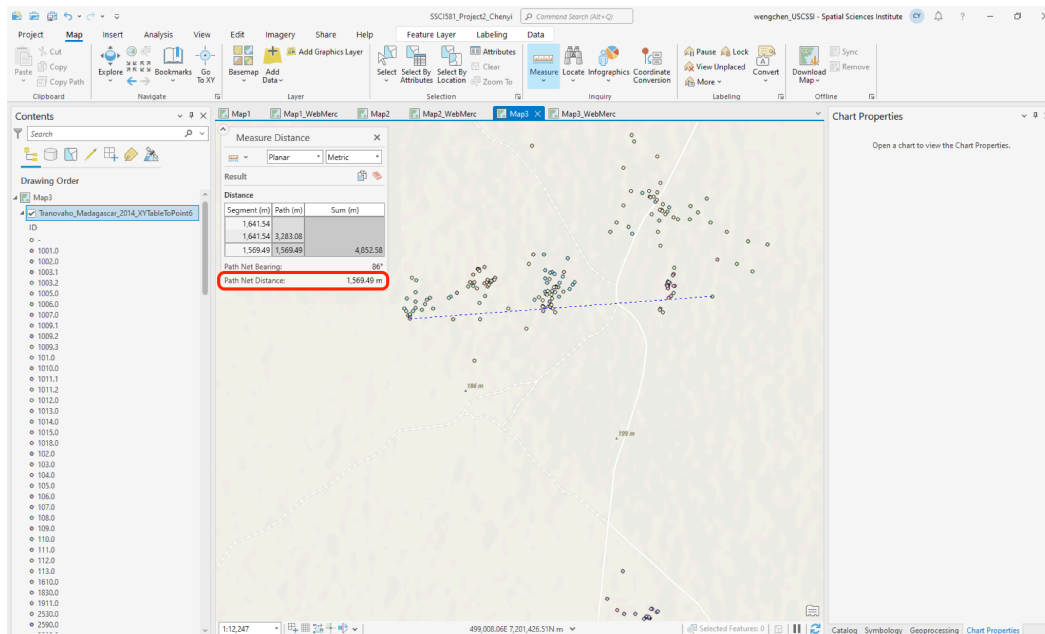 SSCI581_Project2_Chenyi
Command Search (Alt+Q)
wengchen_USCSSI - Spatial Sciences Institute
CY
?
Project Map Insert Analysis View Edit Imagery Share Help Feature Layer Labeling Data
Paste
Cut
Copy
Copy Path
Clipboard
Explore
Bookmarks
Go To XY
Navigate
Basemap
Add Data
Add Graphics Layer
Layer
Select
Select By Attributes
Select By Location
Attributes
Clear
Zoom To
Selection
Measure
Locate
Infographics
Coordinate Conversion
Inquiry
Pause
Lock
View Unplaced
More
Convert
Labeling
Download Map
Sync
Remove
Offline
Contents
Search
Drawing Order
Map3
Tranovaho_Madagascar_2014_XYTableToPoint6
ID
-
1001.0
1002.0
1003.1
1003.2
1005.0
1006.0
1007.0
1009.1
1009.2
1009.3
101.0
1010.0
1011.1
1011.2
1012.0
1013.0
1014.0
1015.0
1018.0
102.0
103.0
104.0
105.0
106.0
107.0
108.0
109.0
110.0
111.0
112.0
113.0
1610.0
1830.0
1911.0
2530.0
2590.0
Map1 Map1_WebMerc Map2 Map2_WebMerc Map3 Map3_WebMerc
Measure Distance
Planar
Metric
Result
Distance
Segment (m) Path (m) Sum (m)
1,641.54
1,641.54 3,283.08
1,569.49 1,569.49 4,852.58
Path Net Bearing: 86°
Path Net Distance: 1,569.49 m
186 m
199 m
1:12,247
499,008.06E 7,201,426.51N m
Selected Features: 0
Chart Properties
Open a chart to view the Chart Properties.
Catalog Symbology Geoprocessing Chart Properties